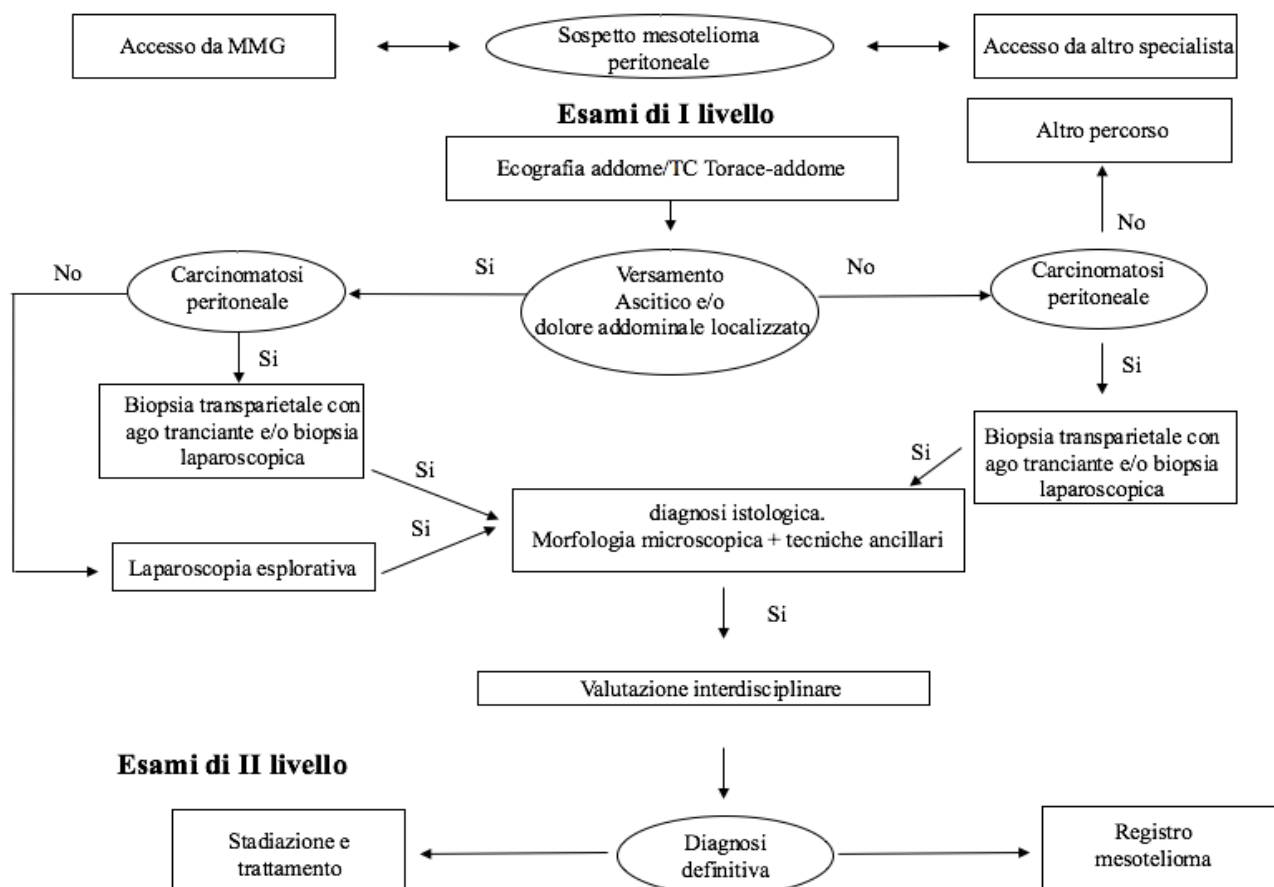 Accesso da MMG
Sospetto mesotelioma
peritoneale
Accesso da altro specialista
Esami di I livello
Altro percorso
Ecografia addome/TC Torace-addome
No
No
Carcinomatosi
peritoneale
Si
Versamento
Ascitico e/o
dolore addominale localizzato
No
Carcinomatosi
peritoneale
Si
Si
Biopsia transparietale con
ago tranciante e/o biopsia
laparoscopica
Si
Biopsia transparietale con
ago tranciante e/o biopsia
laparoscopica
Si
diagnosi istologica.
Morfologia microscopica + tecniche ancillari
Si
Laparoscopia esplorativa
Si
Valutazione interdisciplinare
Esami di II livello
Stadiazione e
trattamento
Diagnosi
definitiva
Registro
mesotelioma